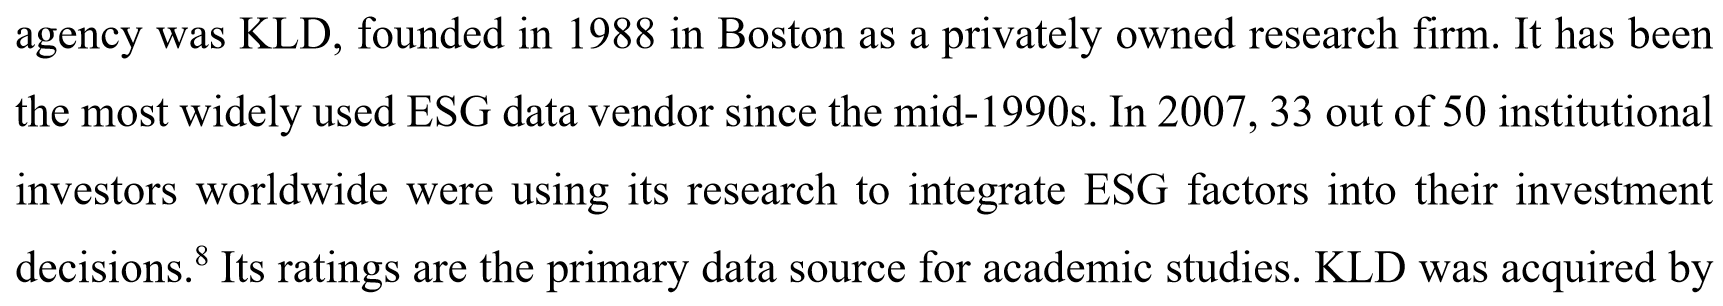 agency was KLD, founded in 1988 in Boston as a privately owned research firm. It has been
the most widely used ESG data vendor since the mid-1990s. In 2007, 33 out of 50 institutional
investors worldwide were using its research to integrate ESG factors into their investment
decisions.⁸ Its ratings are the primary data source for academic studies. KLD was acquired by